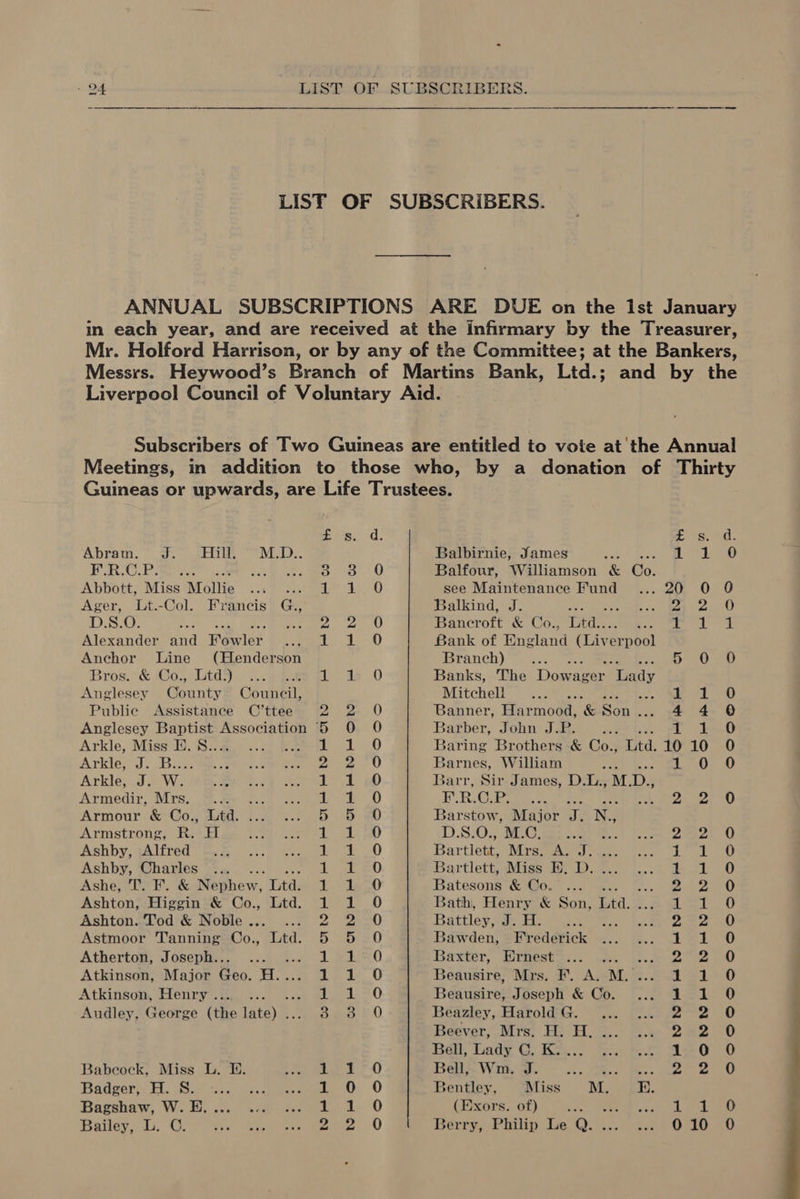 24 LIST OF SUBSCRIBERS.
LIST OF SUBSCRIBERS.
ANNUAL SUBSCRIPTIONS ARE DUE on the 1st January
in each year, and are received at the Infirmary by the Treasurer,
Mr. Holford Harrison, or by any of the Committee; at the Bankers,
Messrs. Heywood's Branch of Martins Bank, Ltd.; and by the
Liverpool Council of Voluntary Aid.
Subscribers of Two Guineas are entitled to vote at the Annual
Meetings, in addition to those who, by a donation of Thirty
Guineas or upwards, are Life Trustees.
£ s. d.
Abram. J. Hill, M.D.,
F.R.C.P. ... ... ... ... 3 3 0
Abbott, Miss Mollie ... ... 1 1 0
Ager, Lt.-Col. Francis G.,
D.S.O. ... ... ... ... 2 2 0
Alexander and Fowler ... 1 1 0
Anchor Line (Henderson
Bros. & Co., Ltd.) ... ... 1 1 0
Anglesey County Council,
Public Assistance C'ttee 2 2 0
Anglesey Baptist Association 5 0 0
Arkle, Miss E. S.... ... ... 1 1 0
Arkle, J. B.... ... ... ... 2 2 0
Arkle, J. W. ... ... ... 1 1 0
Armedir, Mrs. ... ... ... 1 1 0
Armour & Co., Ltd. ... ... 5 5 0
Armstrong, R. H ... ... 1 1 0
Ashby, Alfred ... ... ... 1 1 0
Ashby, Charles ... ... ... 1 1 0
Ashe, T. F. & Nephew, Ltd. 1 1 0
Ashton, Higgin & Co., Ltd. 1 1 0
Ashton. Tod & Noble ... ... 2 2 0
Astmoor Tanning Co., Ltd. 5 5 0
Atherton, Joseph... ... ... 1 1 0
Atkinson, Major Geo. H. ... 1 1 0
Atkinson, Henry ... ... ... 1 1 0
Audley, George (the late) ... 3 3 0
Babcock, Miss L. E. ... 1 1 0
Badger, H. S. ... ... ... 1 0 0
Bagshaw, W. E. ... ... ... 1 1 0
Bailey, L. C. ... ... ... 2 2 0
£ s. d.
Balbirnie, James ... ... 1 1 0
Balfour, Williamson & Co.
see Maintenance Fund ... 20 0 0
Balkind, J. ... ... ... 2 2 0
Bancroft & Co., Ltd.... ... 1 1 1
Bank of England (Liverpool
Branch) ... ... ... ... 5 0 0
Banks, The Dowager Lady
Mitchell ... ... ... ... 1 1 0
Banner, Harmood, & Son ... 4 4 0
Barber, John J.P. ... ... 1 1 0
Baring Brothers & Co., Ltd. 10 10 0
Barnes, William ... ... 1 0 0
Barr, Sir James, D.L., M.D.,
F.R.C.P. ... ... ... ... 2 2 0
Barstow, Major J. N.,
D.S.O., M.C. ... ... ... 2 2 0
Bartlett, Mrs. A. J. ... ... 1 1 0
Bartlett, Miss E. D. ... ... 1 1 0
Batesons & Co. ... ... ... 2 2 0
Bath, Henry & Son, Ltd. ... 1 1 0
Battley, J. H. ... ... ... 2 2 0
Bawden, Frederick ... ... 1 1 0
Baxter, Ernest ... ... ... 2 2 0
Beausire, Mrs. F. A. M. ... 1 1 0
Beausire, Joseph & Co. ... 1 1 0
Beazley, Harold G. ... ... 2 2 0
Beever, Mrs. H. H. ... ... 2 2 0
Bell, Lady C. K.... ... ... 1 0 0
Bell, Wm. J. ... ... ... 2 2 0
Bentley, Miss M. E.
(Exors. of) ... ... ... 1 1 0
Berry, Philip Le Q. ... ... 0 10 0